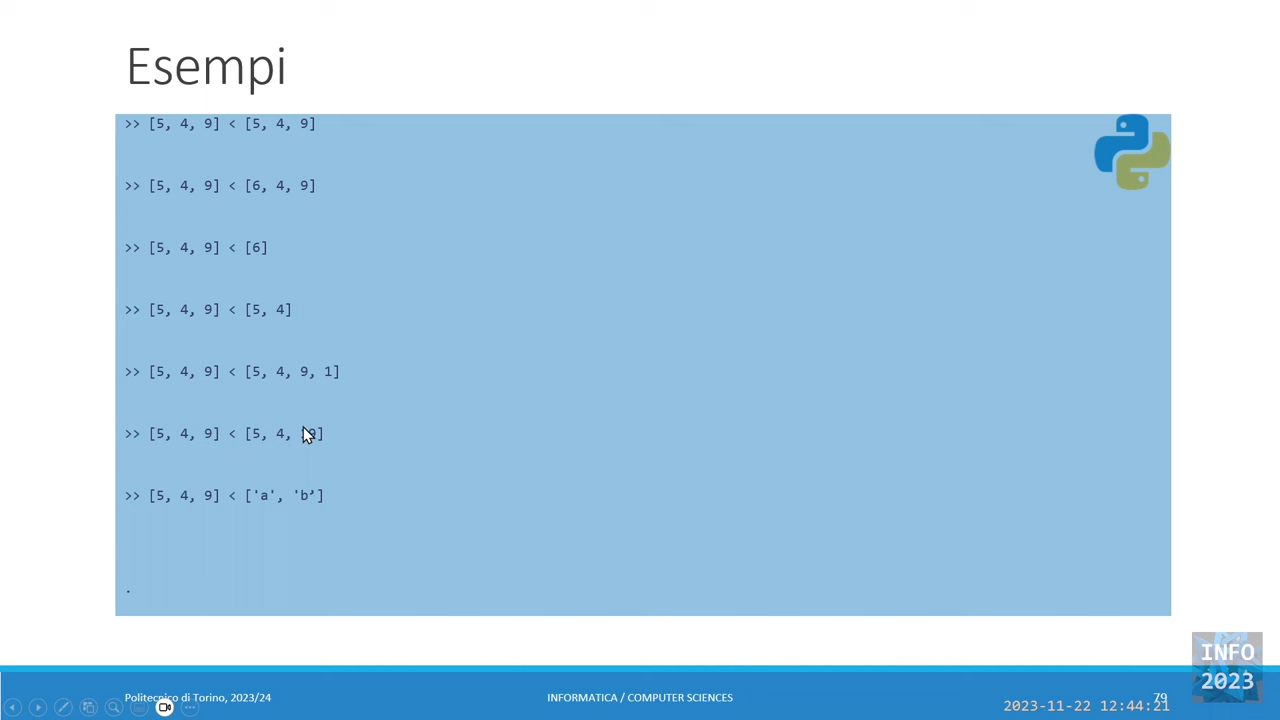 Esempi
>> [5, 4, 9] < [5, 4, 9]
>> [5, 4, 9] < [6, 4, 9]
>> [5, 4, 9] < [6]
>> [5, 4, 9] < [5, 4]
>> [5, 4, 9] < [5, 4, 9, 1]
>> [5, 4, 9] < [5, 4, 9]
>> [5, 4, 9] < ['a', 'b’]
.
INFO
2023
Politecnico di Torino, 2023/24
INFORMATICA / COMPUTER SCIENCES
79
2023-11-22 12:44:21